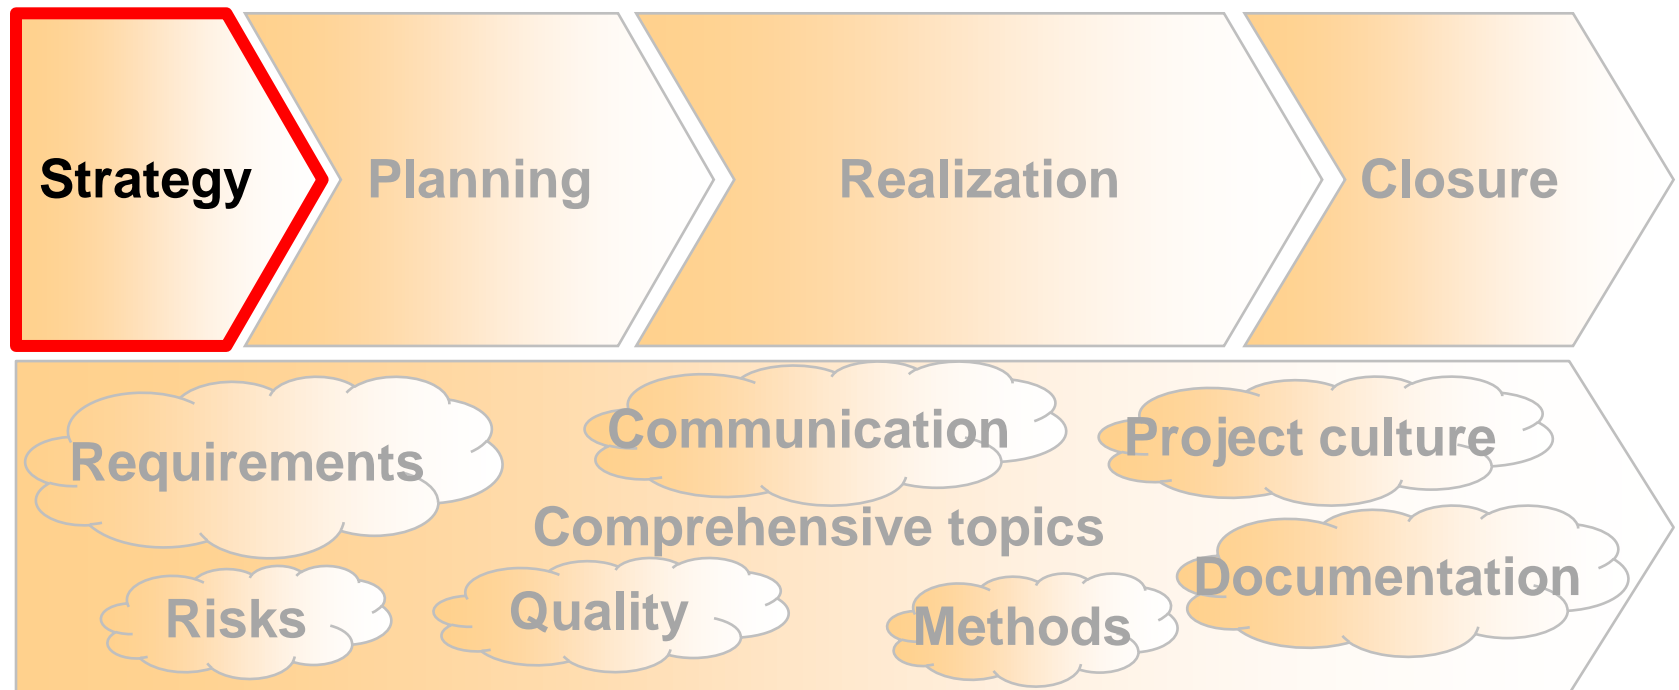 Strategy
Planning
Realization
Closure
Requirements
Communication
Project culture
Comprehensive topics
Risks
Quality
Methods
Documentation